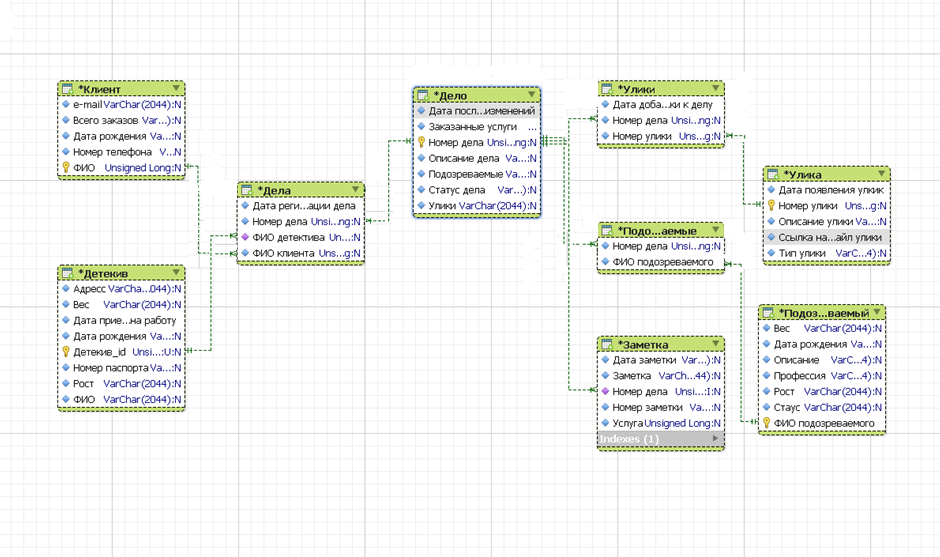 *Клиент
e-mail VarChar(2044):N
Всего заказов Var...):N
Дата рождения Va...:N
Номер телефона V...N
ФИО Unsigned Long:N
*Детекив
Адресс VarCha...044):N
Вес VarChar(2044):N
Дата прие...на работу
Дата рождения Va...:N
Детекив_id Unsi...:U:N
Номер паспорта Va...:N
Рост VarChar(2044):N
ФИО VarChar(2044):N
*Дела
Дата реги...ации дела
Номер дела Unsi...ng:N
ФИО детектива Un...:N
ФИО клиента Uns...g:N
*Дело
Дата посл...изменений
Заказанные услуги ...
Номер дела Unsi...ng:N
Описание дела Va...:N
Подозреваемые Va...:N
Статус дела Var...):N
Улики VarChar(2044):N
*Улики
Дата доба...ки к делу
Номер дела Unsi...ng:N
Номер улики Uns...g:N
*Подо...аемые
Номер дела Unsi...ng:N
ФИО подозреваемого
*Заметка
Дата заметки Var...):N
Заметка VarCh...44):N
Номер дела Unsi...:I:N
Номер заметки Va...:N
Услуга Unsigned Long:N
Indexes (1)
*Улика
Дата появления улкик
Номер улики Uns...g:N
Описание улики Va...:N
Ссылка на...айл улики
Тип улики VarC...4):N
*Подоз...ваемый
Вес VarChar(2044):N
Дата рождения Va...:N
Описание VarC...4):N
Профессия VarC...4):N
Рост VarChar(2044):N
Стаус VarChar(2044):N
ФИО подозреваемого